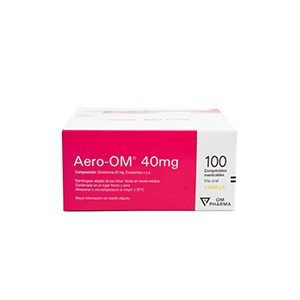 Aero-OM® 40mg
Composición: Simeticona 40 mg, Excipientes c.s.p.
Manténgase alejado de los niños. Venda sin receta médica.
Consérvese en un lugar fresco y seco.
Almacenar a una temperatura no mayor a 30°C.
Mayor información ver inserto adjunto.
100
Comprimidos
masticables
Vía oral
VAINILLA
OM
PHARMA